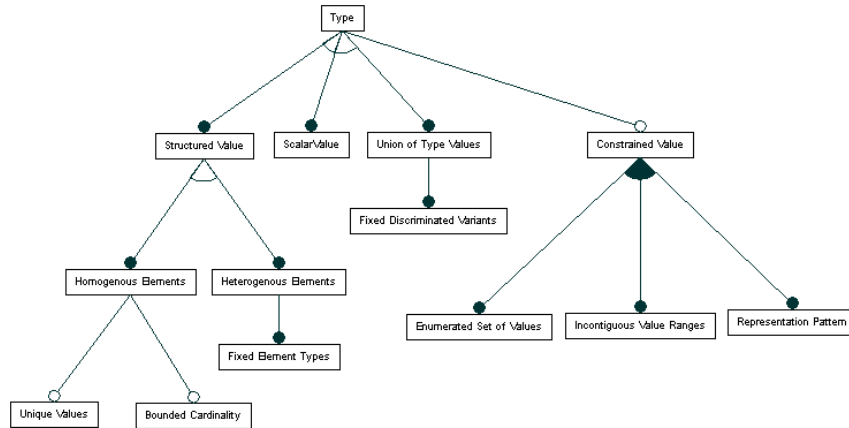 Type
Structured Value
ScalarValue
Union of Type Values
Constrained Value
Fixed Discriminated Variants
Homogenous Elements
Heterogenous Elements
Enumerated Set of Values
Incontiguous Value Ranges
Representation Pattern
Fixed Element Types
Unique Values
Bounded Cardinality